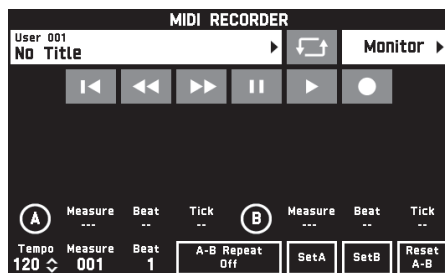 MIDI RECORDER
User 001
No Title
Monitor
A Measure Beat Tick B Measure Beat Tick
--- -- -- --- -- --
Tempo Measure Beat A-B Repeat SetA SetB Reset
120 001 1 Off A-B